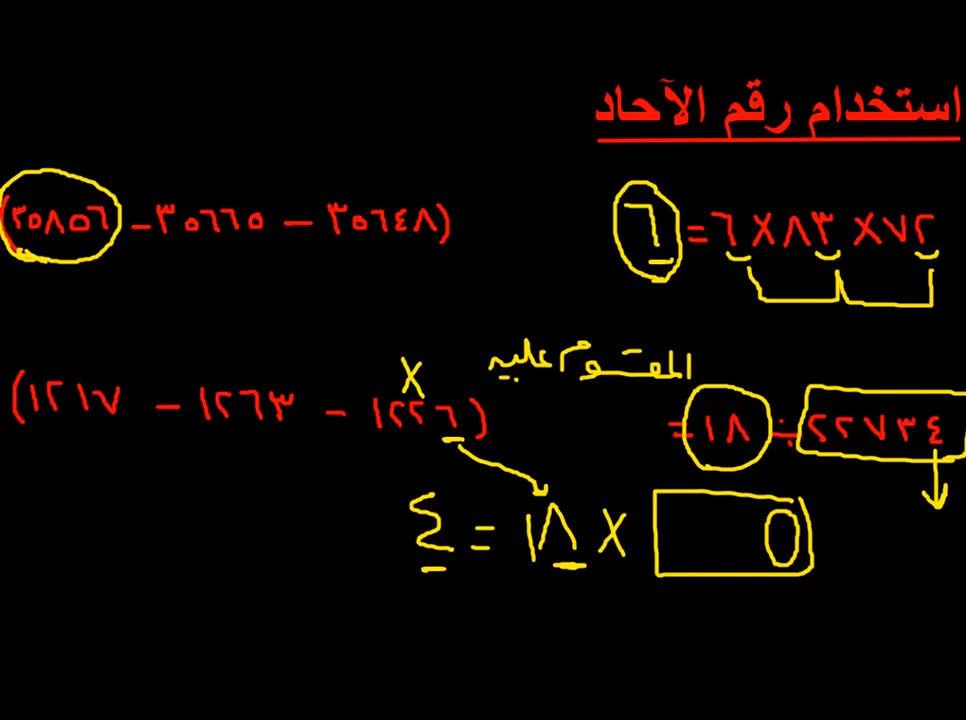 استخدام رقم الآحاد
٧٢ × ٨٣ × ٦ = ٦
(٣٥٨٥٦ – ٣٥٦٦٥ – ٣٥٦٤٨)
المقسوم عليه
×
٢٢٧٣٤ ÷ ١٨ =
(١٢١٧ – ١٢٦٣ – ١٢٢٦)
٥ × ١٨ = ٤